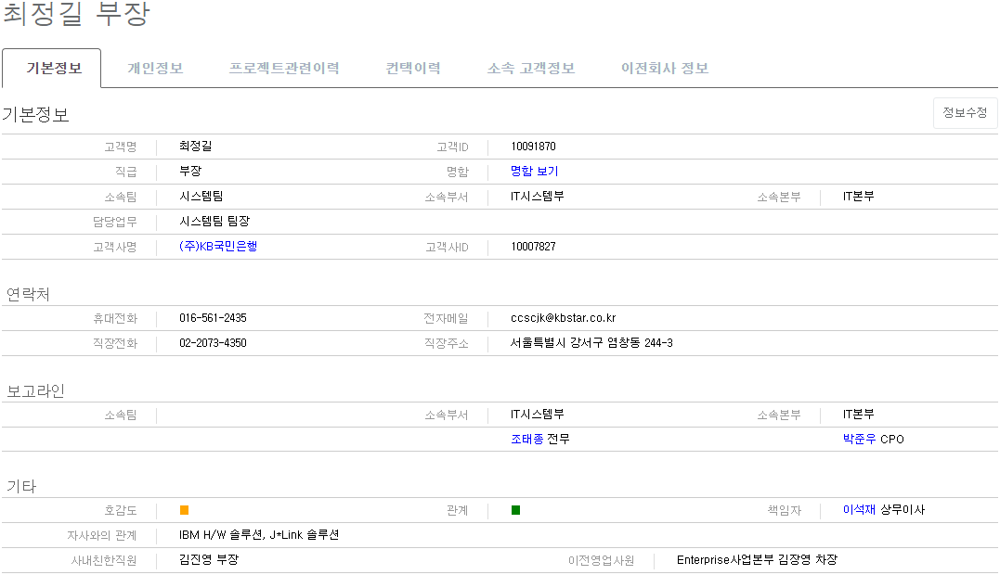 최정길 부장
기본정보 개인정보 프로젝트관련이력 컨택이력 소속 고객정보 이전회사 정보
기본정보 정보수정
고객명 최정길 고객ID 10091870
직급 부장 명함 명함 보기
소속팀 시스템팀 소속부서 IT시스템부 소속본부 IT본부
담당업무 시스템팀 팀장
고객사명 (주)KB국민은행 고객사ID 10007827
연락처
휴대전화 016-561-2435 전자메일 ccscjk@kbstar.co.kr
직장전화 02-2073-4350 직장주소 서울특별시 강서구 염창동 244-3
보고라인
소속팀 소속부서 IT시스템부 소속본부 IT본부
조태종 전무 박준우 CPO
기타
호감도 관계 책임자 이석재 상무이사
자사와의 관계 IBM H/W 솔루션, J*Link 솔루션
사내친한직원 김진영 부장 이전영업사원 Enterprise사업본부 김장영 차장